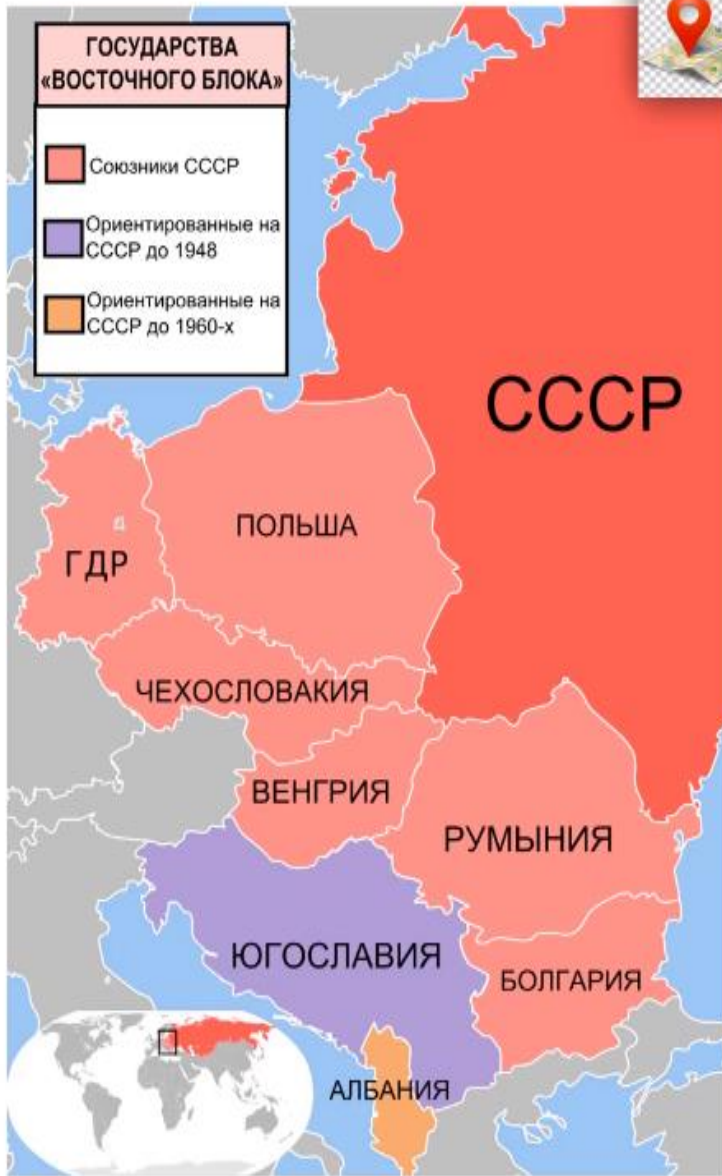 ГОСУДАРСТВА
«ВОСТОЧНОГО БЛОКА»
Союзники СССР
Ориентированные на
СССР до 1948
Ориентированные на
СССР до 1960-х
СССР
ПОЛЬША
ГДР
ЧЕХОСЛОВАКИЯ
ВЕНГРИЯ
РУМЫНИЯ
ЮГОСЛАВИЯ
БОЛГАРИЯ
АЛБАНИЯ